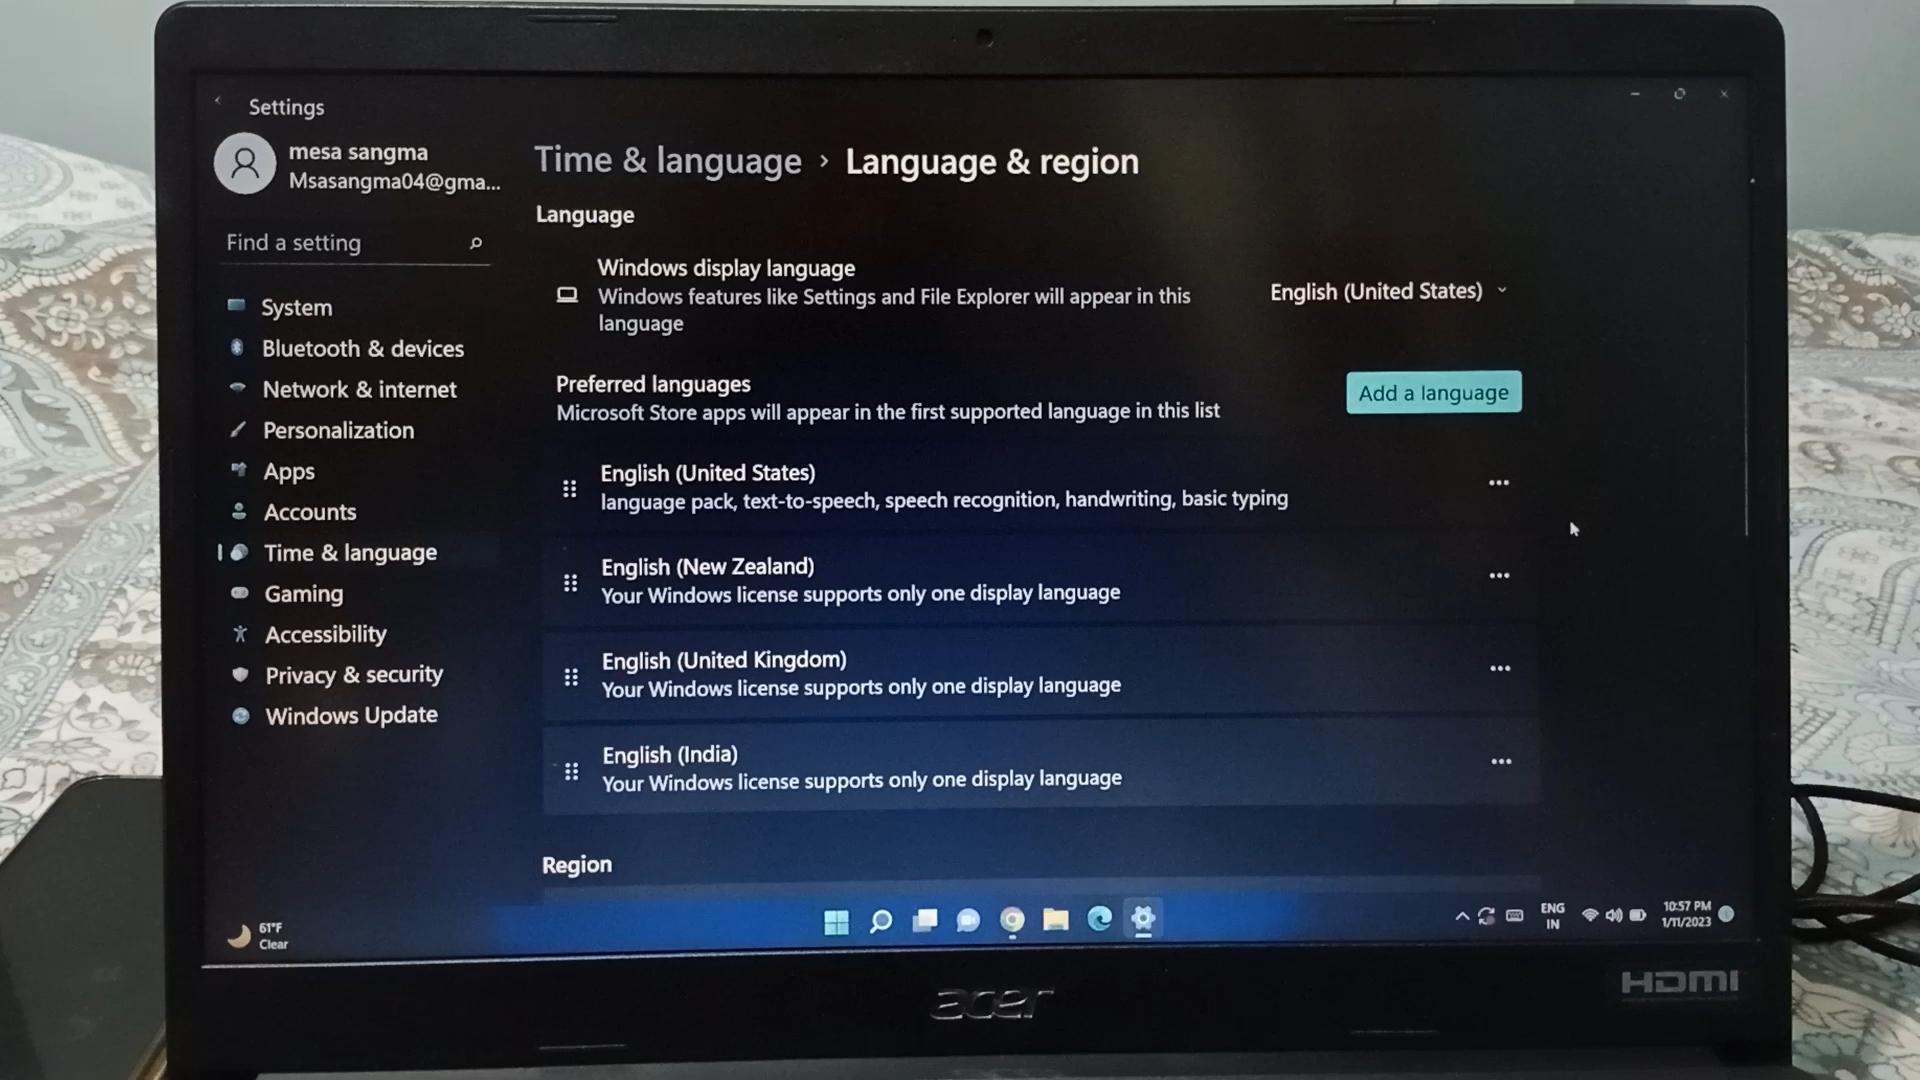 Settings
mesa sangma
Msasangma04@gma...
Find a setting
System
Bluetooth & devices
Network & internet
Personalization
Apps
Accounts
Time & language
Gaming
Accessibility
Privacy & security
Windows Update
Time & language › Language & region
Language
Windows display language
Windows features like Settings and File Explorer will appear in this
language
English (United States)
Preferred languages
Microsoft Store apps will appear in the first supported language in this list
Add a language
English (United States)
language pack, text-to-speech, speech recognition, handwriting, basic typing
English (New Zealand)
Your Windows license supports only one display language
English (United Kingdom)
Your Windows license supports only one display language
English (India)
Your Windows license supports only one display language
Region
61°F
Clear
ENG
IN
10:57 PM
1/11/2023
acer
HDMI